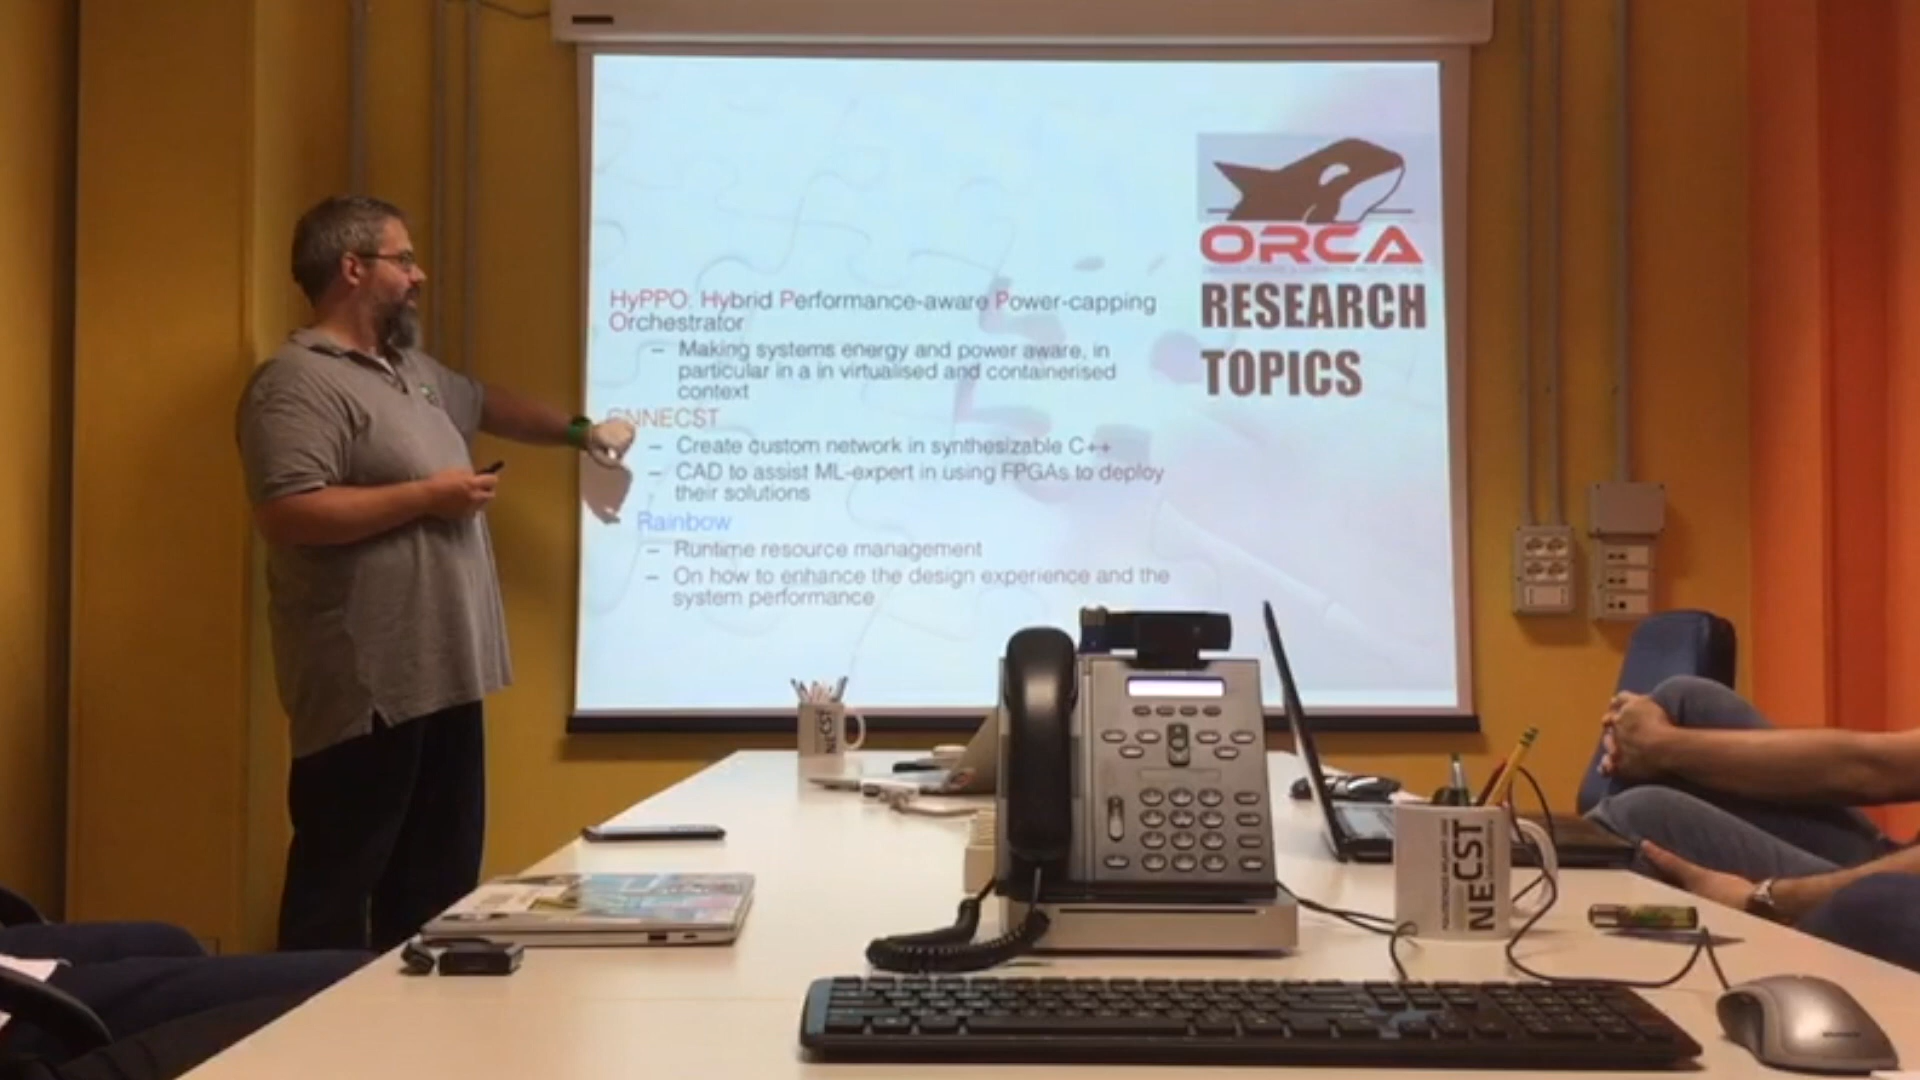 ORCA
RESEARCH
TOPICS
HyPPO: Hybrid Performance-aware Power-capping
Orchestrator
– Making systems energy and power aware, in
particular in a in virtualised and containerised
context
CNNECST
– Create custom network in synthesizable C++
– CAD to assist ML-expert in using FPGAs to deploy
their solutions
Rainbow
– Runtime resource management
– On how to enhance the design experience and the
system performance
NECST
NECST